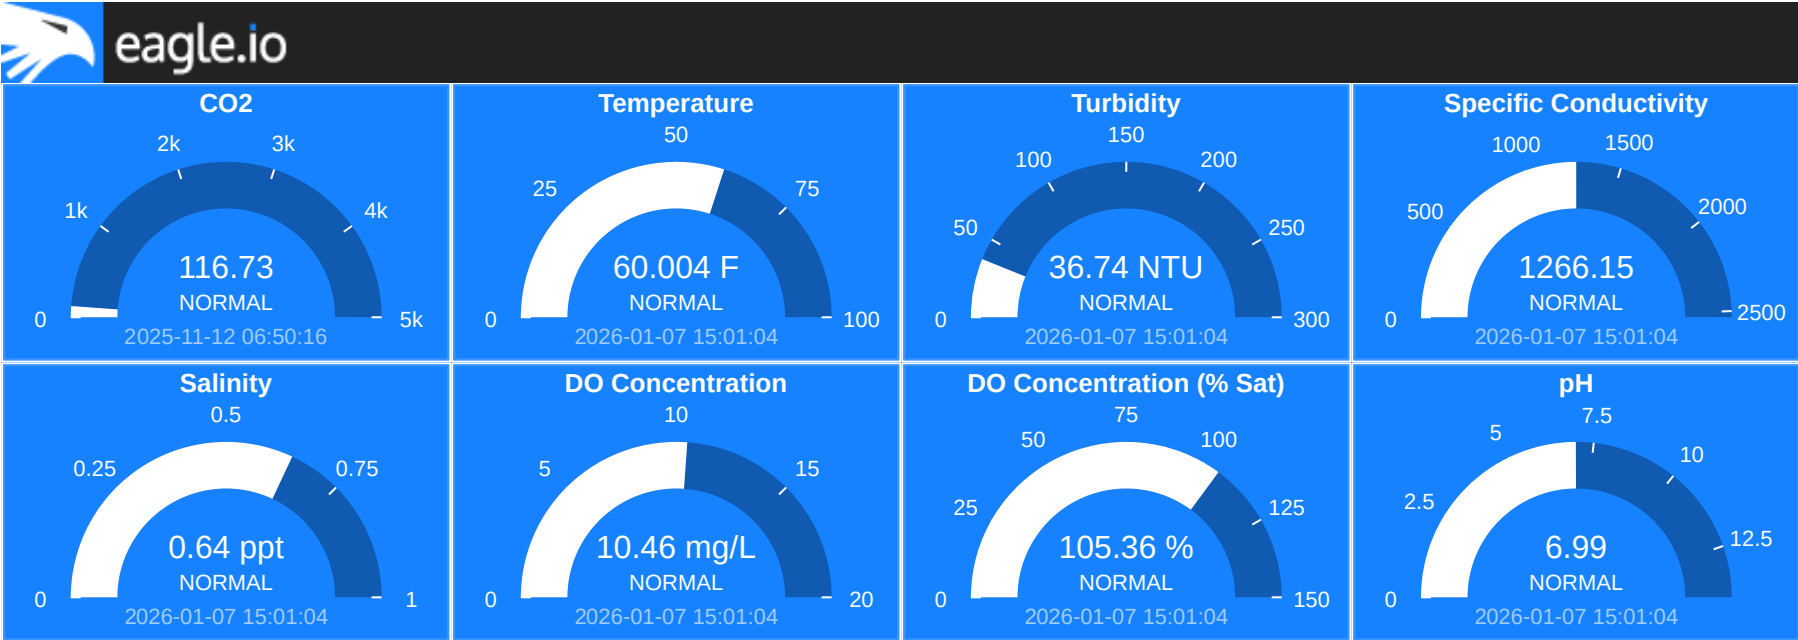 eagle.io
CO2
0
1k
2k
3k
4k
5k
116.73
NORMAL
2025-11-12 06:50:16
Temperature
0
25
50
75
100
60.004 F
NORMAL
2026-01-07 15:01:04
Turbidity
0
50
100
150
200
250
300
36.74 NTU
NORMAL
2026-01-07 15:01:04
Specific Conductivity
0
500
1000
1500
2000
2500
1266.15
NORMAL
2026-01-07 15:01:04
Salinity
0
0.25
0.5
0.75
1
0.64 ppt
NORMAL
2026-01-07 15:01:04
DO Concentration
0
5
10
15
20
10.46 mg/L
NORMAL
2026-01-07 15:01:04
DO Concentration (% Sat)
0
25
50
75
100
125
150
105.36 %
NORMAL
2026-01-07 15:01:04
pH
0
2.5
5
7.5
10
12.5
6.99
NORMAL
2026-01-07 15:01:04